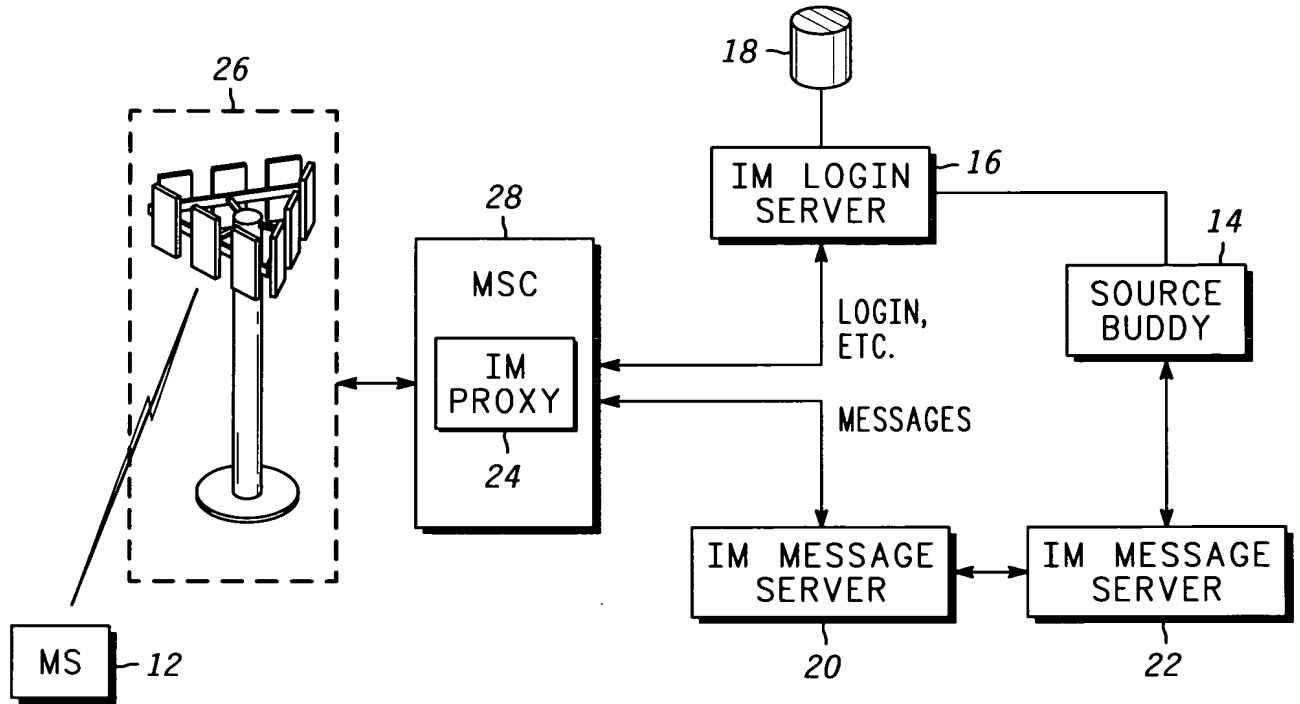 18
26
IM LOGIN
SERVER
16
28
MSC
14
SOURCE
BUDDY
LOGIN,
ETC.
IM
PROXY
24
MESSAGES
IM MESSAGE
SERVER
20
IM MESSAGE
SERVER
22
MS
12